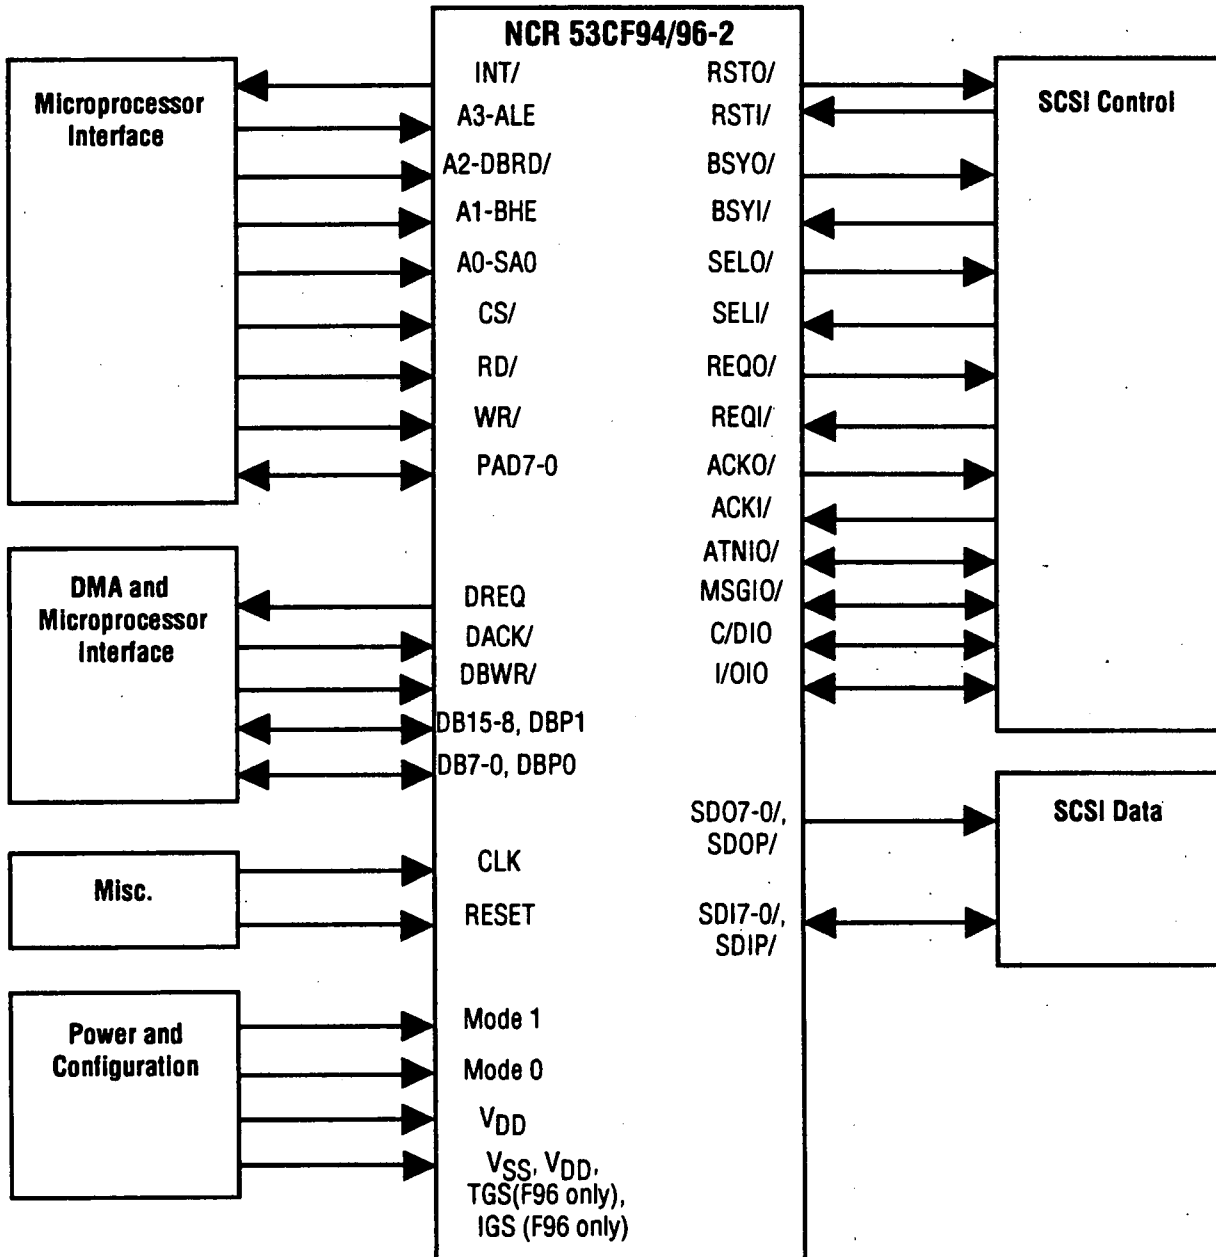 NCR 53CF94/96-2
Microprocessor
Interface
INT/
A3-ALE
A2-DBRD/
A1-BHE
A0-SA0
CS/
RD/
WR/
PAD7-0
DMA and
Microprocessor
Interface
DREQ
DACK/
DBWR/
DB15-8, DBP1
DB7-0, DBP0
Misc.
CLK
RESET
Power and
Configuration
Mode 1
Mode 0
VDD
VSS, VDD,
TGS(F96 only),
IGS (F96 only)
RSTO/
RSTI/
BSYO/
BSYI/
SELO/
SELI/
REQO/
REQI/
ACKO/
ACKI/
ATNIO/
MSGIO/
C/DIO
I/OIO
SCSI Control
SDO7-0/,
SDOP/
SDI7-0/,
SDIP/
SCSI Data